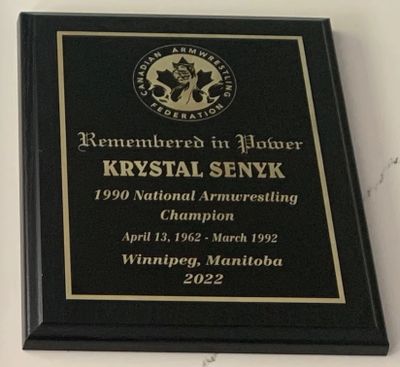 CANADIAN ARMWRESTLING
FEDERATION
Remembered in Power
KRYSTAL SENYK
1990 National Armwrestling
Champion
April 13, 1962 - March 1992
Winnipeg, Manitoba
2022